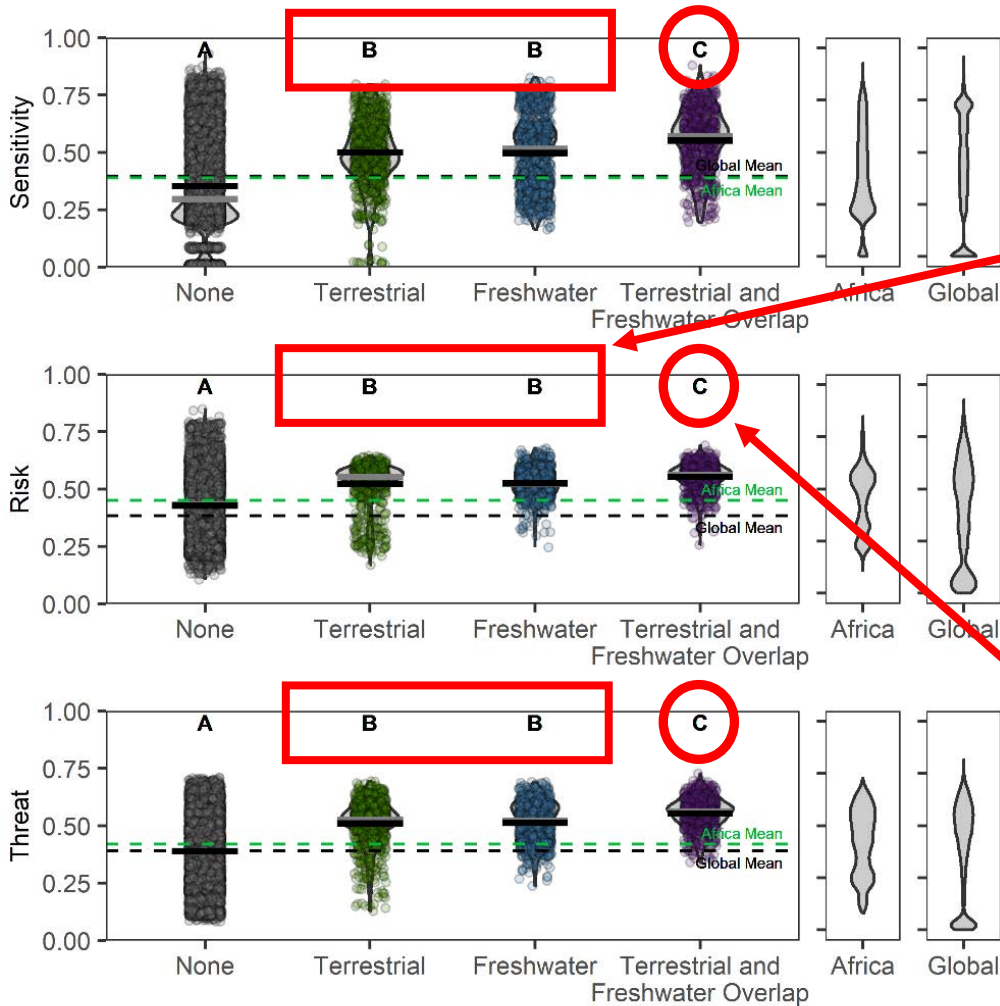 1.00
A
B
B
C
0.75
Sensitivity
0.50
Global Mean
Africa Mean
0.25
0.00
None
Terrestrial
Freshwater
Terrestrial and
Freshwater Overlap
Africa
Global
1.00
A
B
B
C
0.75
Risk
0.50
Africa Mean
Global Mean
0.25
0.00
None
Terrestrial
Freshwater
Terrestrial and
Freshwater Overlap
Africa
Global
1.00
A
B
B
C
0.75
Threat
0.50
Africa Mean
Global Mean
0.25
0.00
None
Terrestrial
Freshwater
Terrestrial and
Freshwater Overlap
Africa
Global